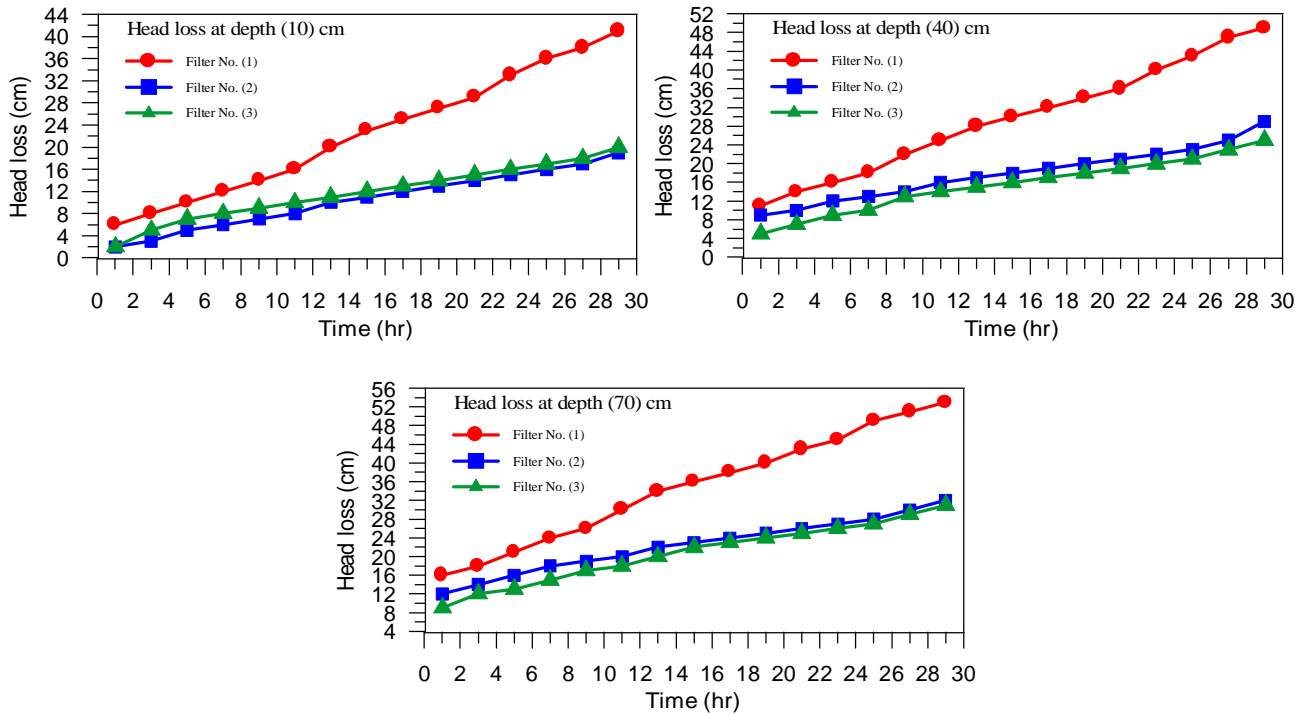 Head loss at depth (10) cm
Filter No. (1)
Filter No. (2)
Filter No. (3)
Head loss (cm)
44
40
36
32
28
24
20
16
12
8
4
0
0 2 4 6 8 10 12 14 16 18 20 22 24 26 28 30
Time (hr)
Head loss at depth (40) cm
Filter No. (1)
Filter No. (2)
Filter No. (3)
Head loss (cm)
52
48
44
40
36
32
28
24
20
16
12
8
4
0
0 2 4 6 8 10 12 14 16 18 20 22 24 26 28 30
Time (hr)
Head loss at depth (70) cm
Filter No. (1)
Filter No. (2)
Filter No. (3)
Head loss (cm)
56
52
48
44
40
36
32
28
24
20
16
12
8
4
0 2 4 6 8 10 12 14 16 18 20 22 24 26 28 30
Time (hr)